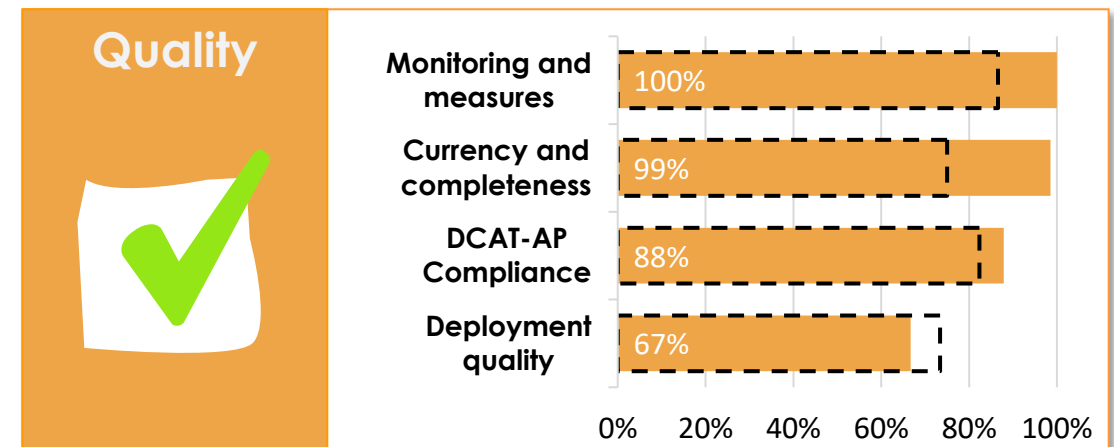 Quality
Monitoring and
measures
100%
Currency and
completeness
99%
DCAT-AP
Compliance
88%
Deployment
quality
67%
0% 20% 40% 60% 80% 100%